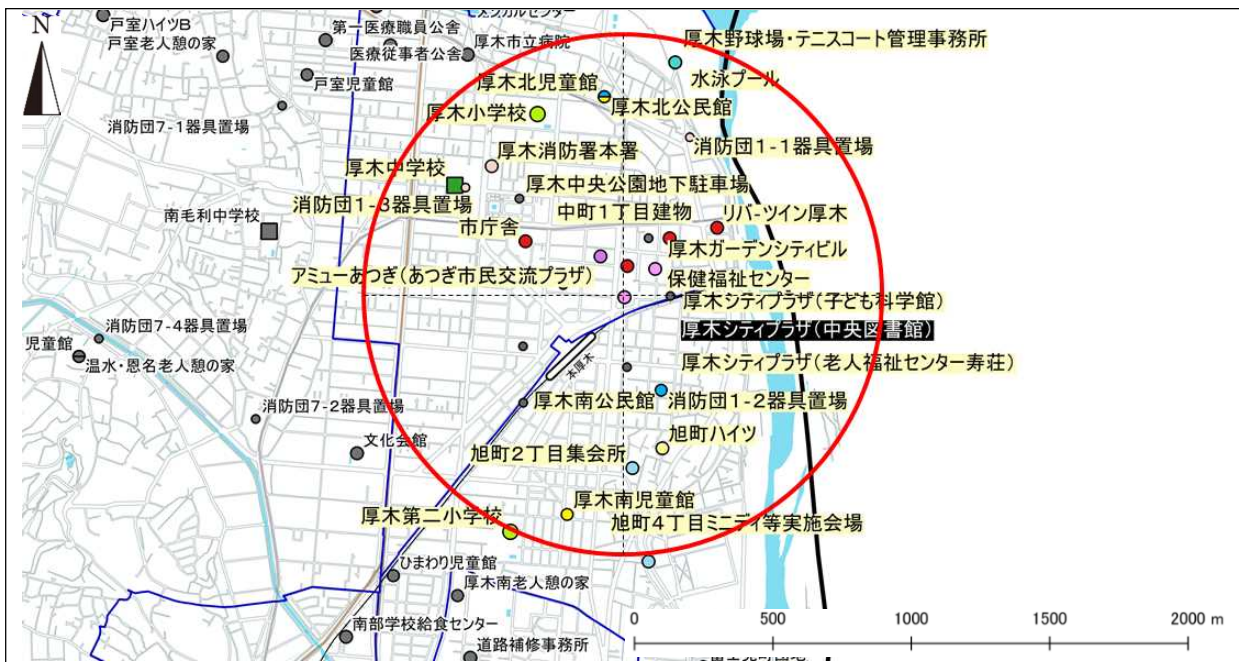 N
戸室ハイツB
戸室老人憩の家
第一医療職員公舎
医療従事者公舎
厚木市立病院
メジカルセンター
厚木野球場・テニスコート管理事務所
水泳プール
戸室児童館
厚木北児童館
厚木北公民館
厚木小学校
消防団7-1器具置場
消防団1-1器具置場
厚木消防署本署
厚木中学校
厚木中央公園地下駐車場
消防団1-3器具置場
中町1丁目建物
リバーツイン厚木
南毛利中学校
市庁舎
厚木ガーデンシティビル
アミューあつぎ(あつぎ市民交流プラザ)
保健福祉センター
厚木シティプラザ(子ども科学館)
厚木シティプラザ(中央図書館)
消防団7-4器具置場
児童館
温水・恩名老人憩の家
本厚木
厚木シティプラザ(老人福祉センター寿荘)
消防団7-2器具置場
厚木南公民館
消防団1-2器具置場
文化会館
旭町2丁目集会所
旭町ハイツ
厚木南児童館
厚木第二小学校
旭町4丁目ミニデイ等実施会場
ひまわり児童館
厚木南老人憩の家
南部学校給食センター
道路補修事務所
0 500 1000 1500 2000 m